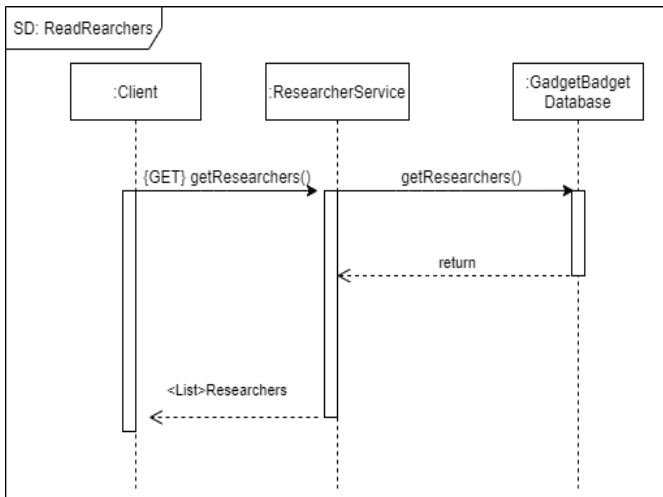 SD: ReadRearchers
:Client
:ResearcherService
:GadgetBadget
Database
{GET} getResearchers()
getResearchers()
return
<List>Researchers